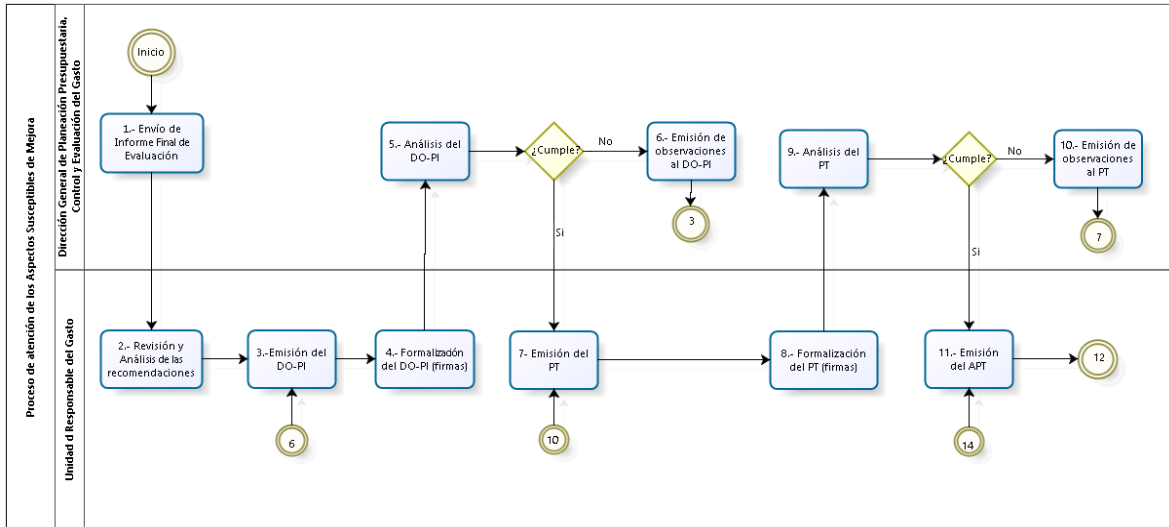 Proceso de atención de los Aspectos Susceptibles de Mejora
Dirección General de Planeación Presupuestaria,
Control y Evaluación del Gasto
Inicio
1.- Envío de
Informe Final de
Evaluación
5.- Análisis del
DO-PI
¿Cumple?
No
6.- Emisión de
observaciones
al DO-PI
3
Si
9.- Análisis del
PT
¿Cumple?
No
10.- Emisión de
observaciones
al PT
7
Si
Unidad d Responsable del Gasto
2.- Revisión y
Análisis de las
recomendaciones
3.-Emisión del
DO-PI
6
4.- Formalización
del DO-PI (firmas)
7- Emisión del
PT
10
8.- Formalización
del PT (firmas)
11.- Emisión
del APT
14
12